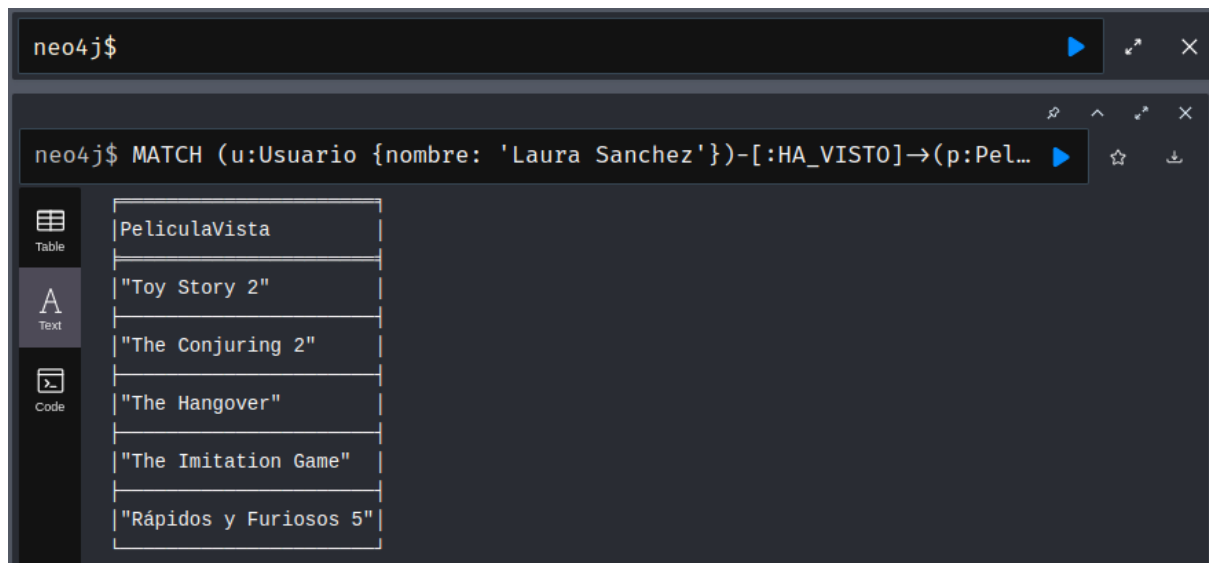 neo4j$
neo4j$ MATCH (u:Usuario {nombre: 'Laura Sanchez'})-[:HA_VISTO]→(p:Pel…
Table
Text
Code
PeliculaVista
"Toy Story 2"
"The Conjuring 2"
"The Hangover"
"The Imitation Game"
"Rápidos y Furiosos 5"